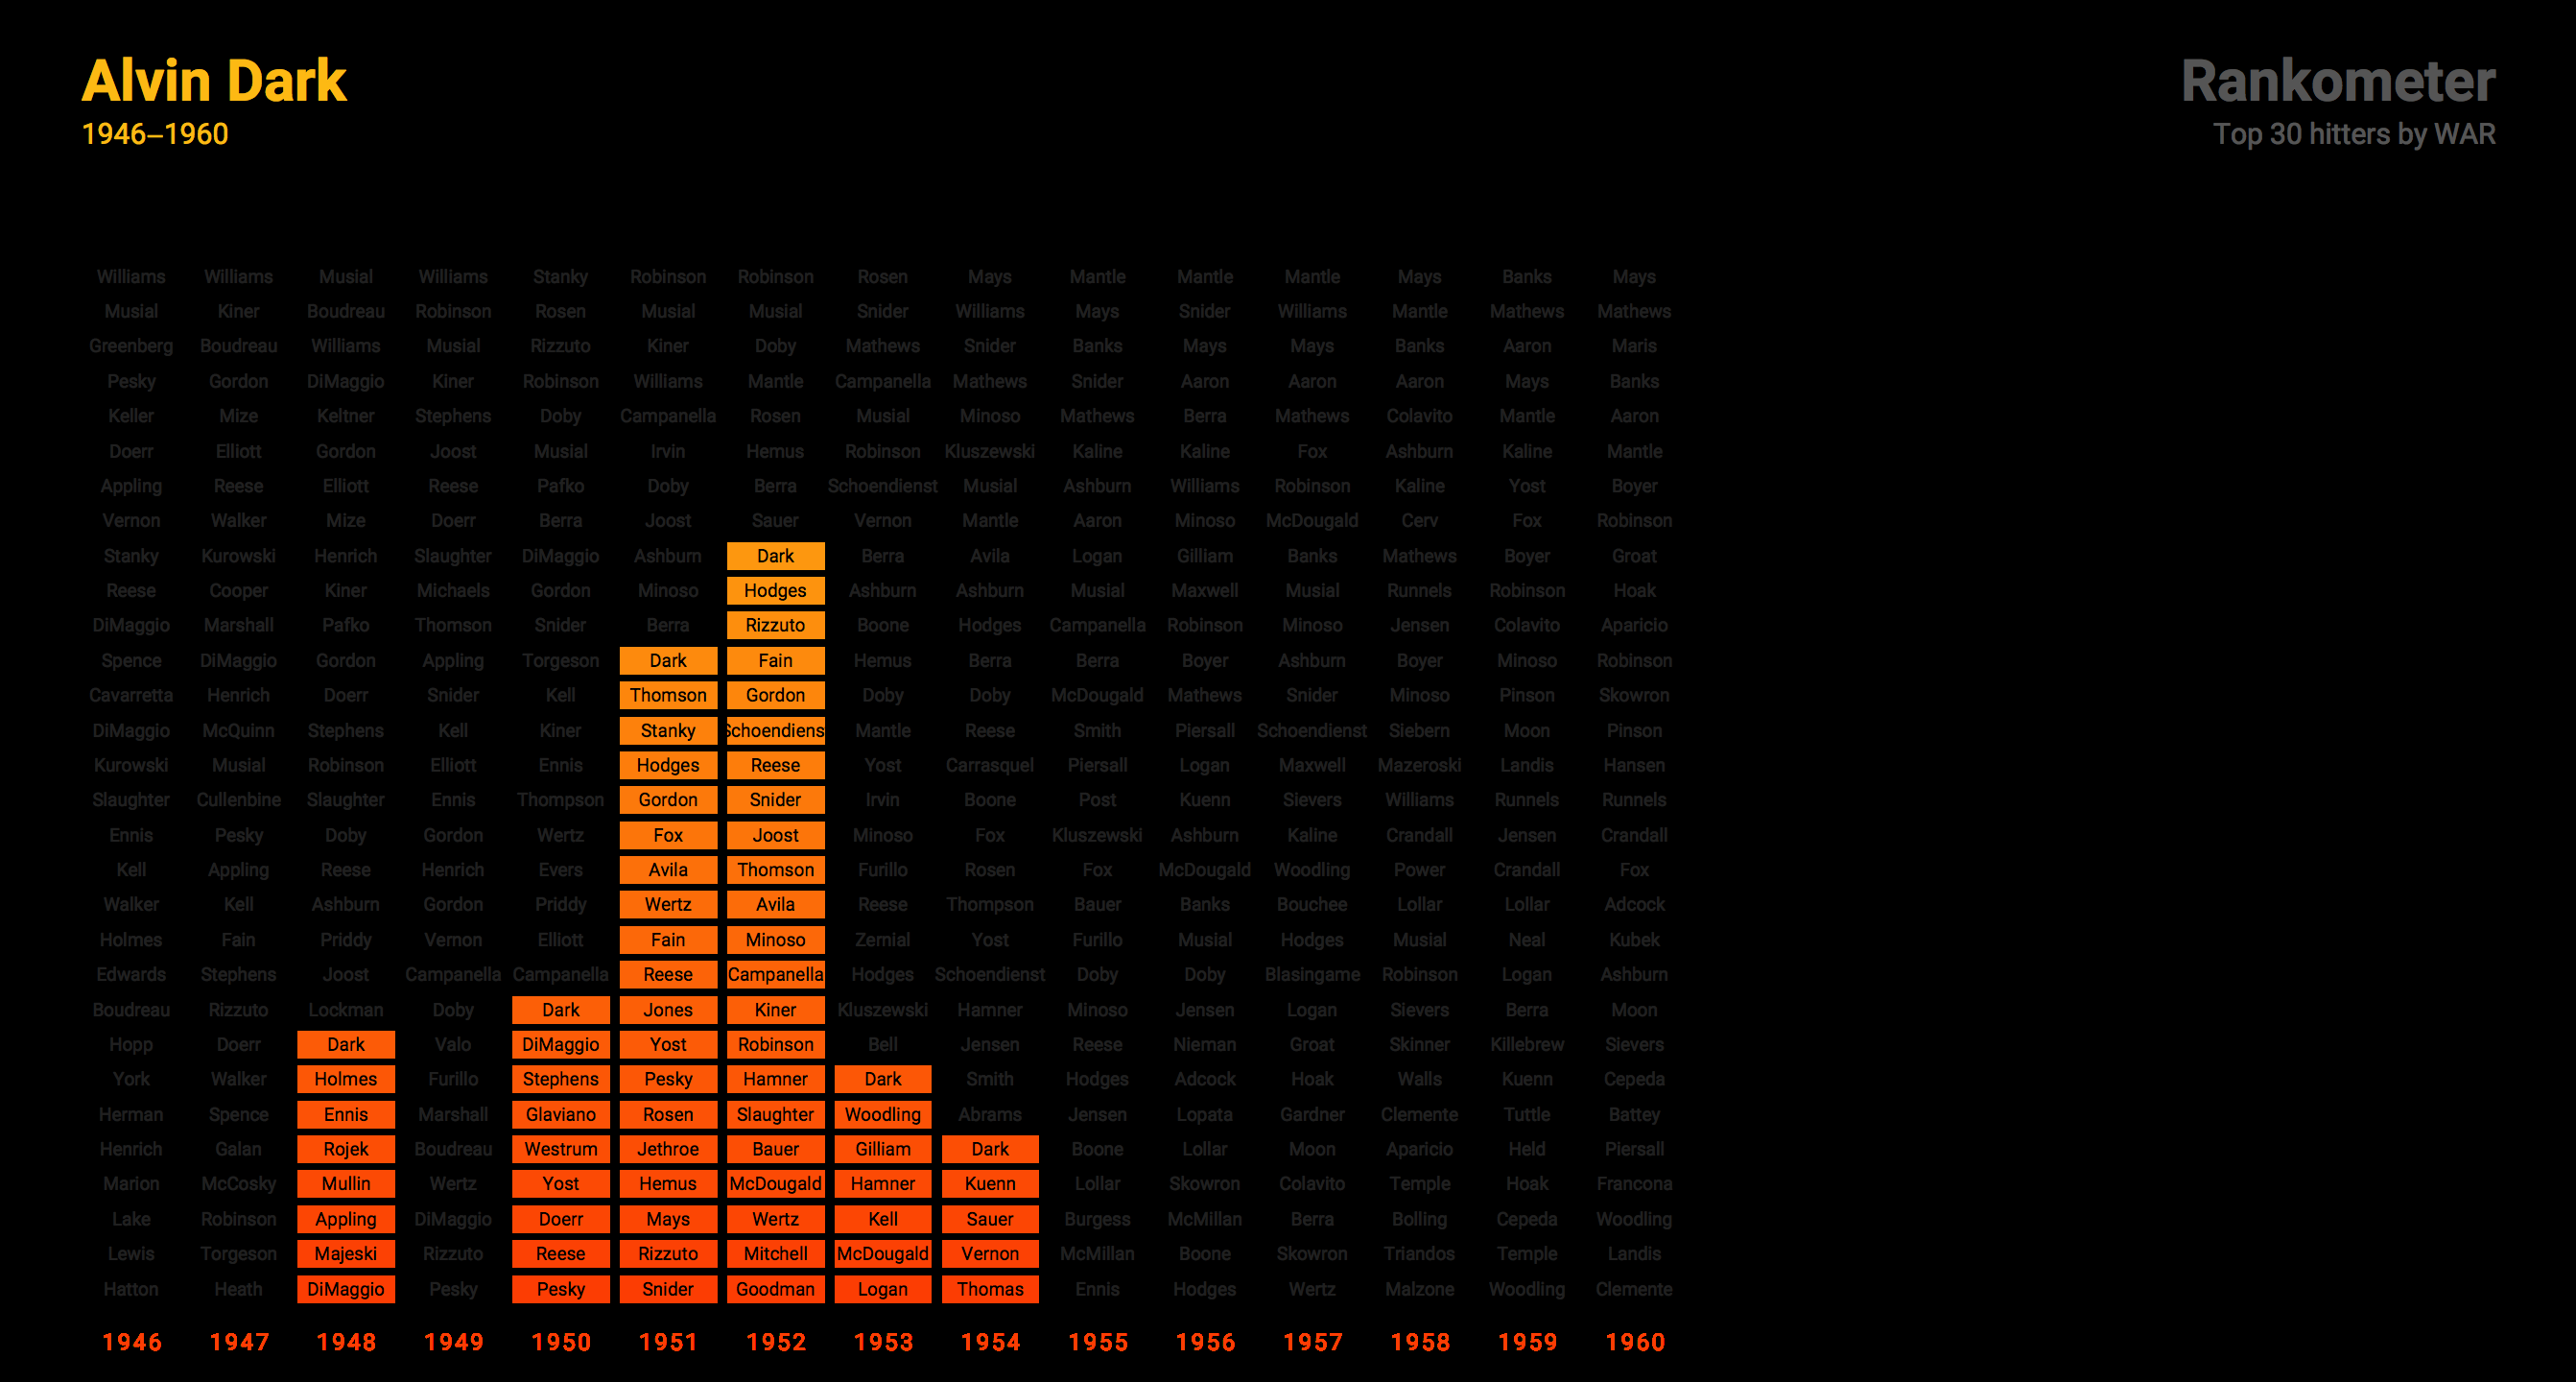 Alvin Dark
1946–1960
Rankometer
Top 30 hitters by WAR
Williams Williams Musial Williams Stanky Robinson Robinson Rosen Mays Mantle Mantle Mantle Mays Banks Mays
Musial Kiner Boudreau Robinson Rosen Musial Musial Snider Williams Mays Snider Williams Mantle Mathews Mathews
Greenberg Boudreau Williams Musial Rizzuto Kiner Doby Mathews Snider Banks Mays Mays Banks Aaron Maris
Pesky Gordon DiMaggio Kiner Robinson Williams Mantle Campanella Mathews Snider Aaron Aaron Aaron Mays Banks
Keller Mize Keltner Stephens Doby Campanella Rosen Musial Minoso Mathews Berra Mathews Colavito Mantle Aaron
Doerr Elliott Gordon Joost Musial Irvin Hemus Robinson Kluszewski Kaline Kaline Fox Ashburn Kaline Mantle
Appling Reese Elliott Reese Pafko Doby Berra Schoendienst Musial Ashburn Williams Robinson Kaline Yost Boyer
Vernon Walker Mize Doerr Berra Joost Sauer Vernon Mantle Aaron Minoso McDougald Cerv Fox Robinson
Stanky Kurowski Henrich Slaughter DiMaggio Ashburn Dark Berra Avila Logan Gilliam Banks Mathews Boyer Groat
Reese Cooper Kiner Michaels Gordon Minoso Hodges Ashburn Ashburn Musial Maxwell Musial Runnels Robinson Hoak
DiMaggio Marshall Pafko Thomson Snider Berra Rizzuto Boone Hodges Campanella Robinson Minoso Jensen Colavito Aparicio
Spence DiMaggio Gordon Appling Torgeson Dark Fain Hemus Berra Berra Boyer Ashburn Boyer Minoso Robinson
Cavarretta Henrich Doerr Snider Kell Thomson Gordon Doby Doby McDougald Mathews Snider Minoso Pinson Skowron
DiMaggio McQuinn Stephens Kell Kiner Stanky Schoendiens Mantle Reese Smith Piersall Schoendienst Siebern Moon Pinson
Kurowski Musial Robinson Elliott Ennis Hodges Reese Yost Carrasquel Piersall Logan Maxwell Mazeroski Landis Hansen
Slaughter Cullenbine Slaughter Ennis Thompson Gordon Snider Irvin Boone Post Kuenn Sievers Williams Runnels Runnels
Ennis Pesky Doby Gordon Wertz Fox Joost Minoso Fox Kluszewski Ashburn Kaline Crandall Jensen Crandall
Kell Appling Reese Henrich Evers Avila Thomson Furillo Rosen Fox McDougald Woodling Power Crandall Fox
Walker Kell Ashburn Gordon Priddy Wertz Avila Reese Thompson Bauer Banks Bouchee Lollar Lollar Adcock
Holmes Fain Priddy Vernon Elliott Fain Minoso Zernial Yost Furillo Musial Hodges Musial Neal Kubek
Edwards Stephens Joost Campanella Campanella Reese Campanella Hodges Schoendienst Doby Doby Blasingame Robinson Logan Ashburn
Boudreau Rizzuto Lockman Doby Dark Jones Kiner Kluszewski Hamner Minoso Jensen Logan Sievers Berra Moon
Hopp Doerr Dark Valo DiMaggio Yost Robinson Bell Jensen Reese Nieman Groat Skinner Killebrew Sievers
York Walker Holmes Furillo Stephens Pesky Hamner Dark Smith Hodges Adcock Hoak Walls Kuenn Cepeda
Herman Spence Ennis Marshall Glaviano Rosen Slaughter Woodling Abrams Jensen Lopata Gardner Clemente Tuttle Battey
Henrich Galan Rojek Boudreau Westrum Jethroe Bauer Gilliam Dark Boone Lollar Moon Aparicio Held Piersall
Marion McCosky Mullin Wertz Yost Hemus McDougald Hamner Kuenn Lollar Skowron Colavito Temple Hoak Francona
Lake Robinson Appling DiMaggio Doerr Mays Wertz Kell Sauer Burgess McMillan Berra Bolling Cepeda Woodling
Lewis Torgeson Majeski Rizzuto Reese Rizzuto Mitchell McDougald Vernon McMillan Boone Skowron Triandos Temple Landis
Hatton Heath DiMaggio Pesky Pesky Snider Goodman Logan Thomas Ennis Hodges Wertz Malzone Woodling Clemente
1946 1947 1948 1949 1950 1951 1952 1953 1954 1955 1956 1957 1958 1959 1960